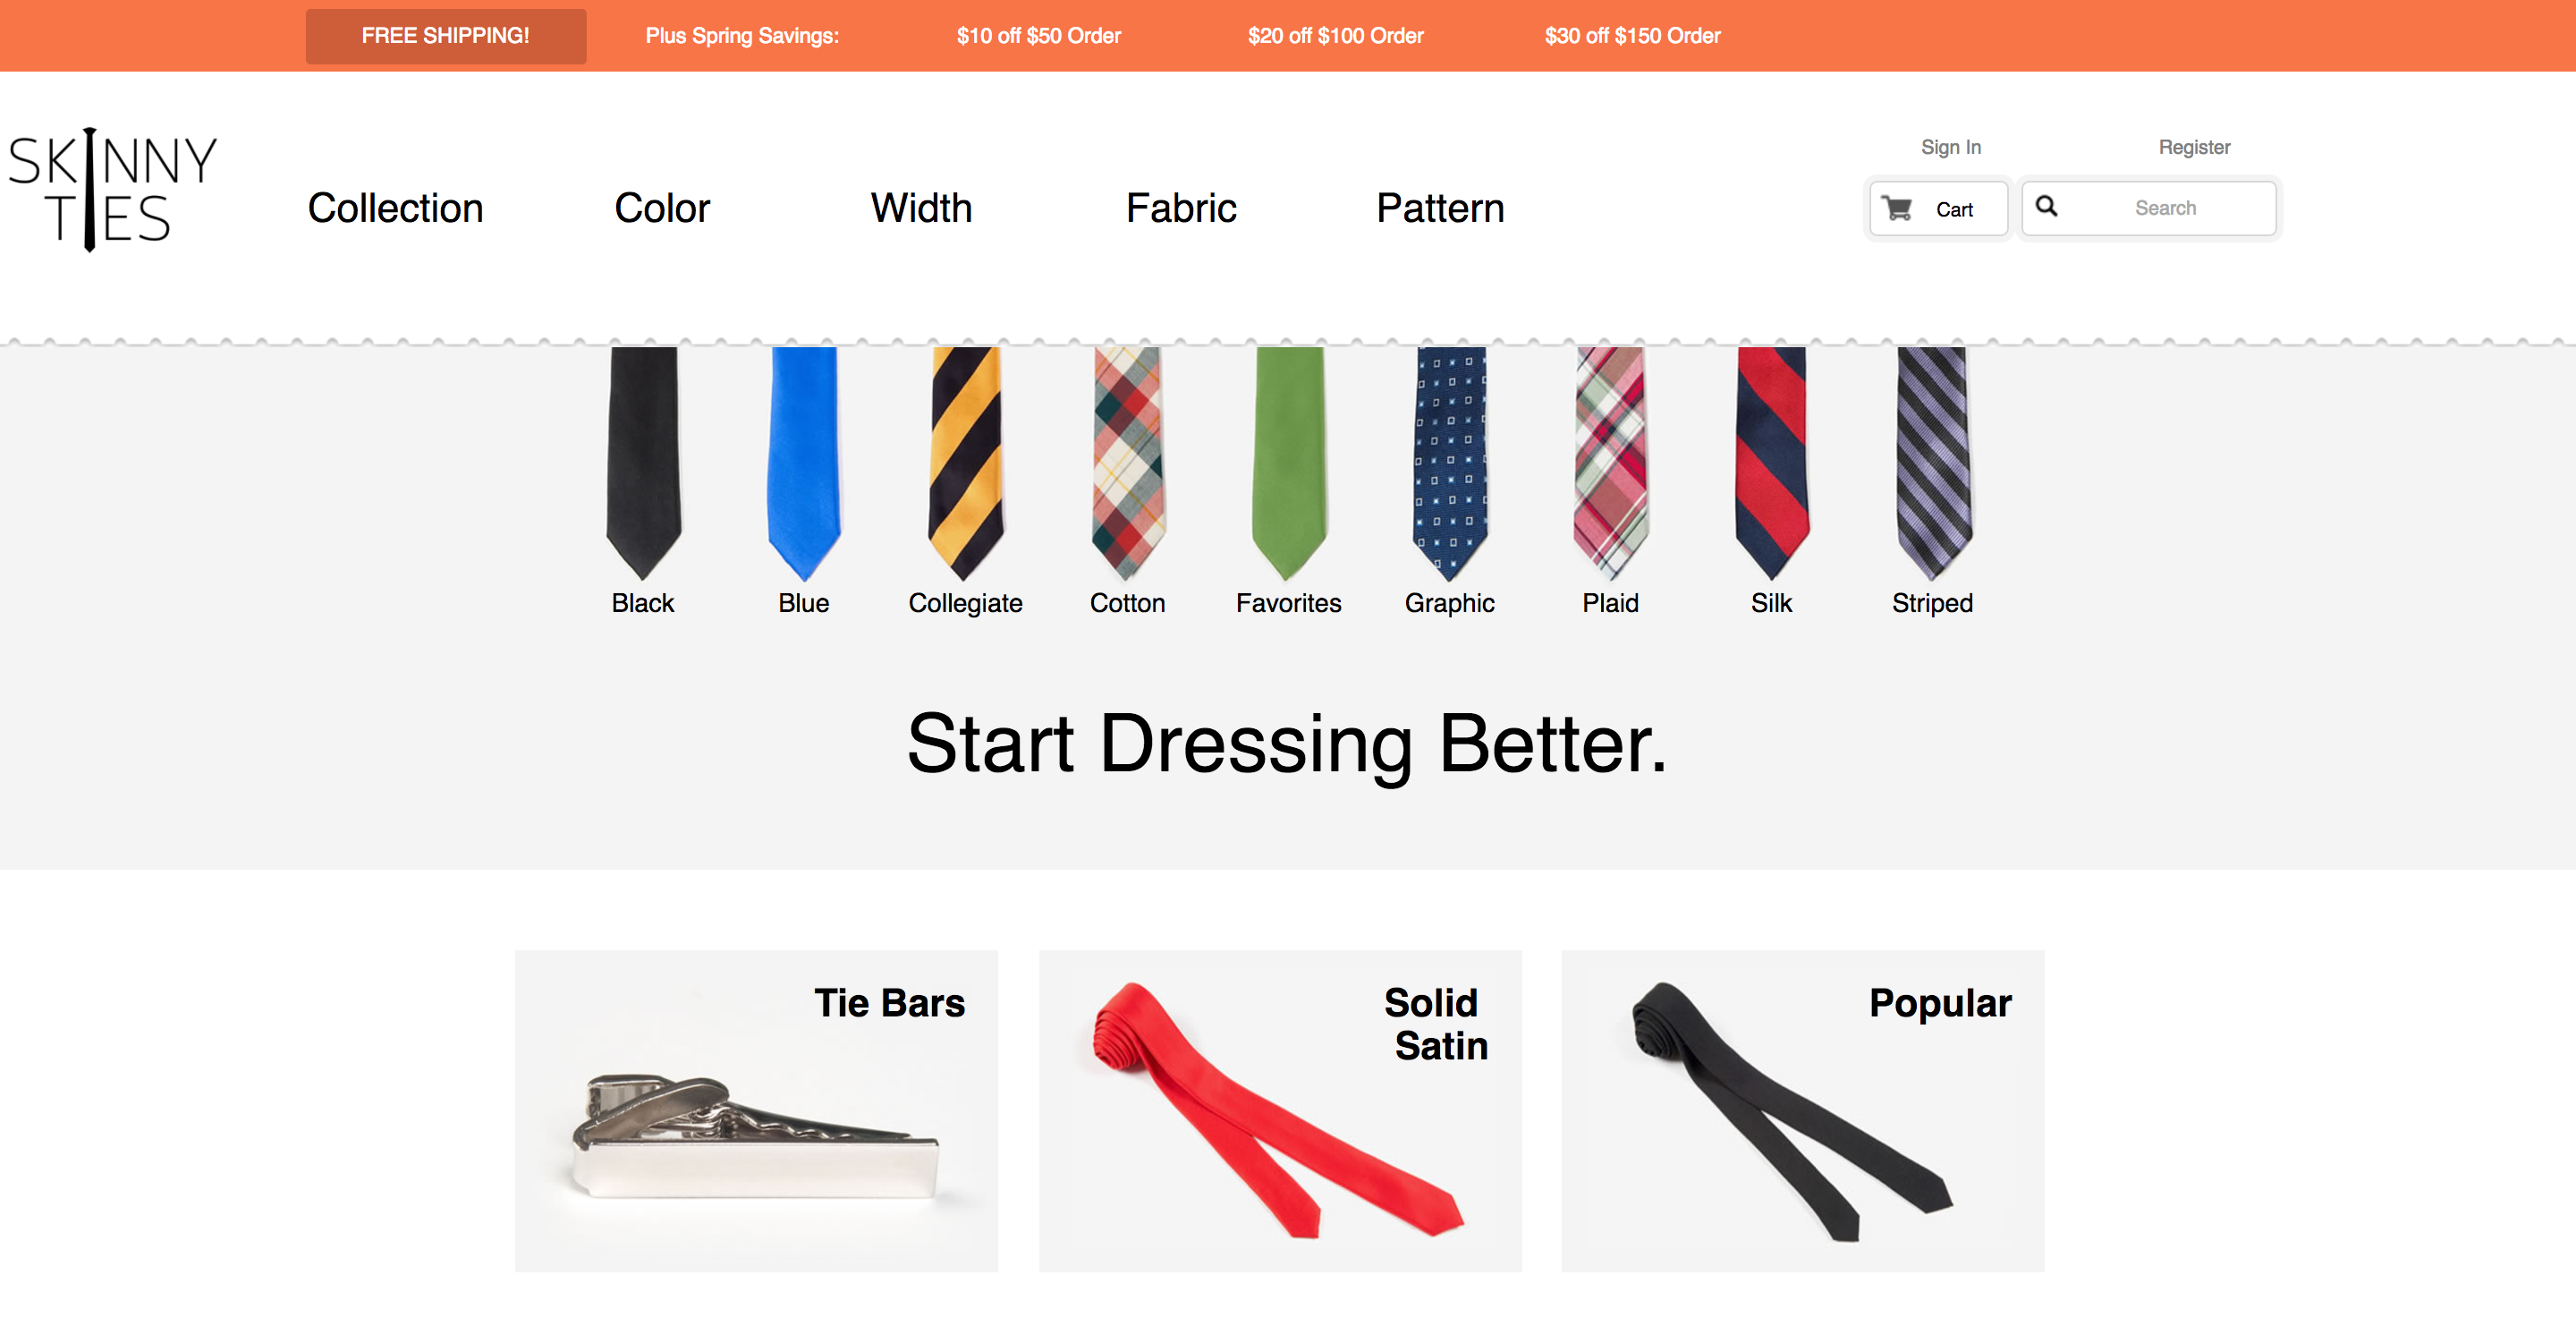 FREE SHIPPING! Plus Spring Savings: $10 off $50 Order $20 off $100 Order $30 off $150 Order
SKINNY
TIES
Sign In Register
Collection Color Width Fabric Pattern Cart Search
Black Blue Collegiate Cotton Favorites Graphic Plaid Silk Striped
Start Dressing Better.
Tie Bars
Solid
Satin
Popular